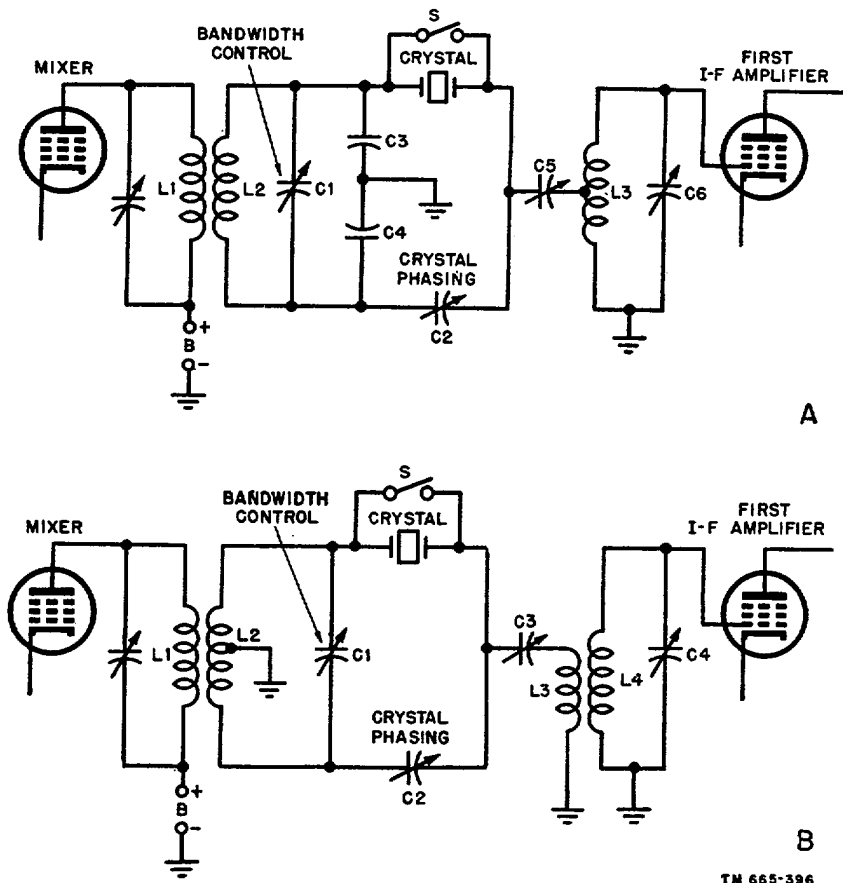 S
BANDWIDTH
CONTROL
CRYSTAL
MIXER
FIRST
I-F AMPLIFIER
C3
C5
L1
L2
C1
L3
C6
C4
CRYSTAL
PHASING
C2
+
B
-
A
S
BANDWIDTH
CONTROL
CRYSTAL
MIXER
FIRST
I-F AMPLIFIER
C3
L2
L1
C1
L3
L4
C4
CRYSTAL
PHASING
C2
+
B
-
B
TM 665-396